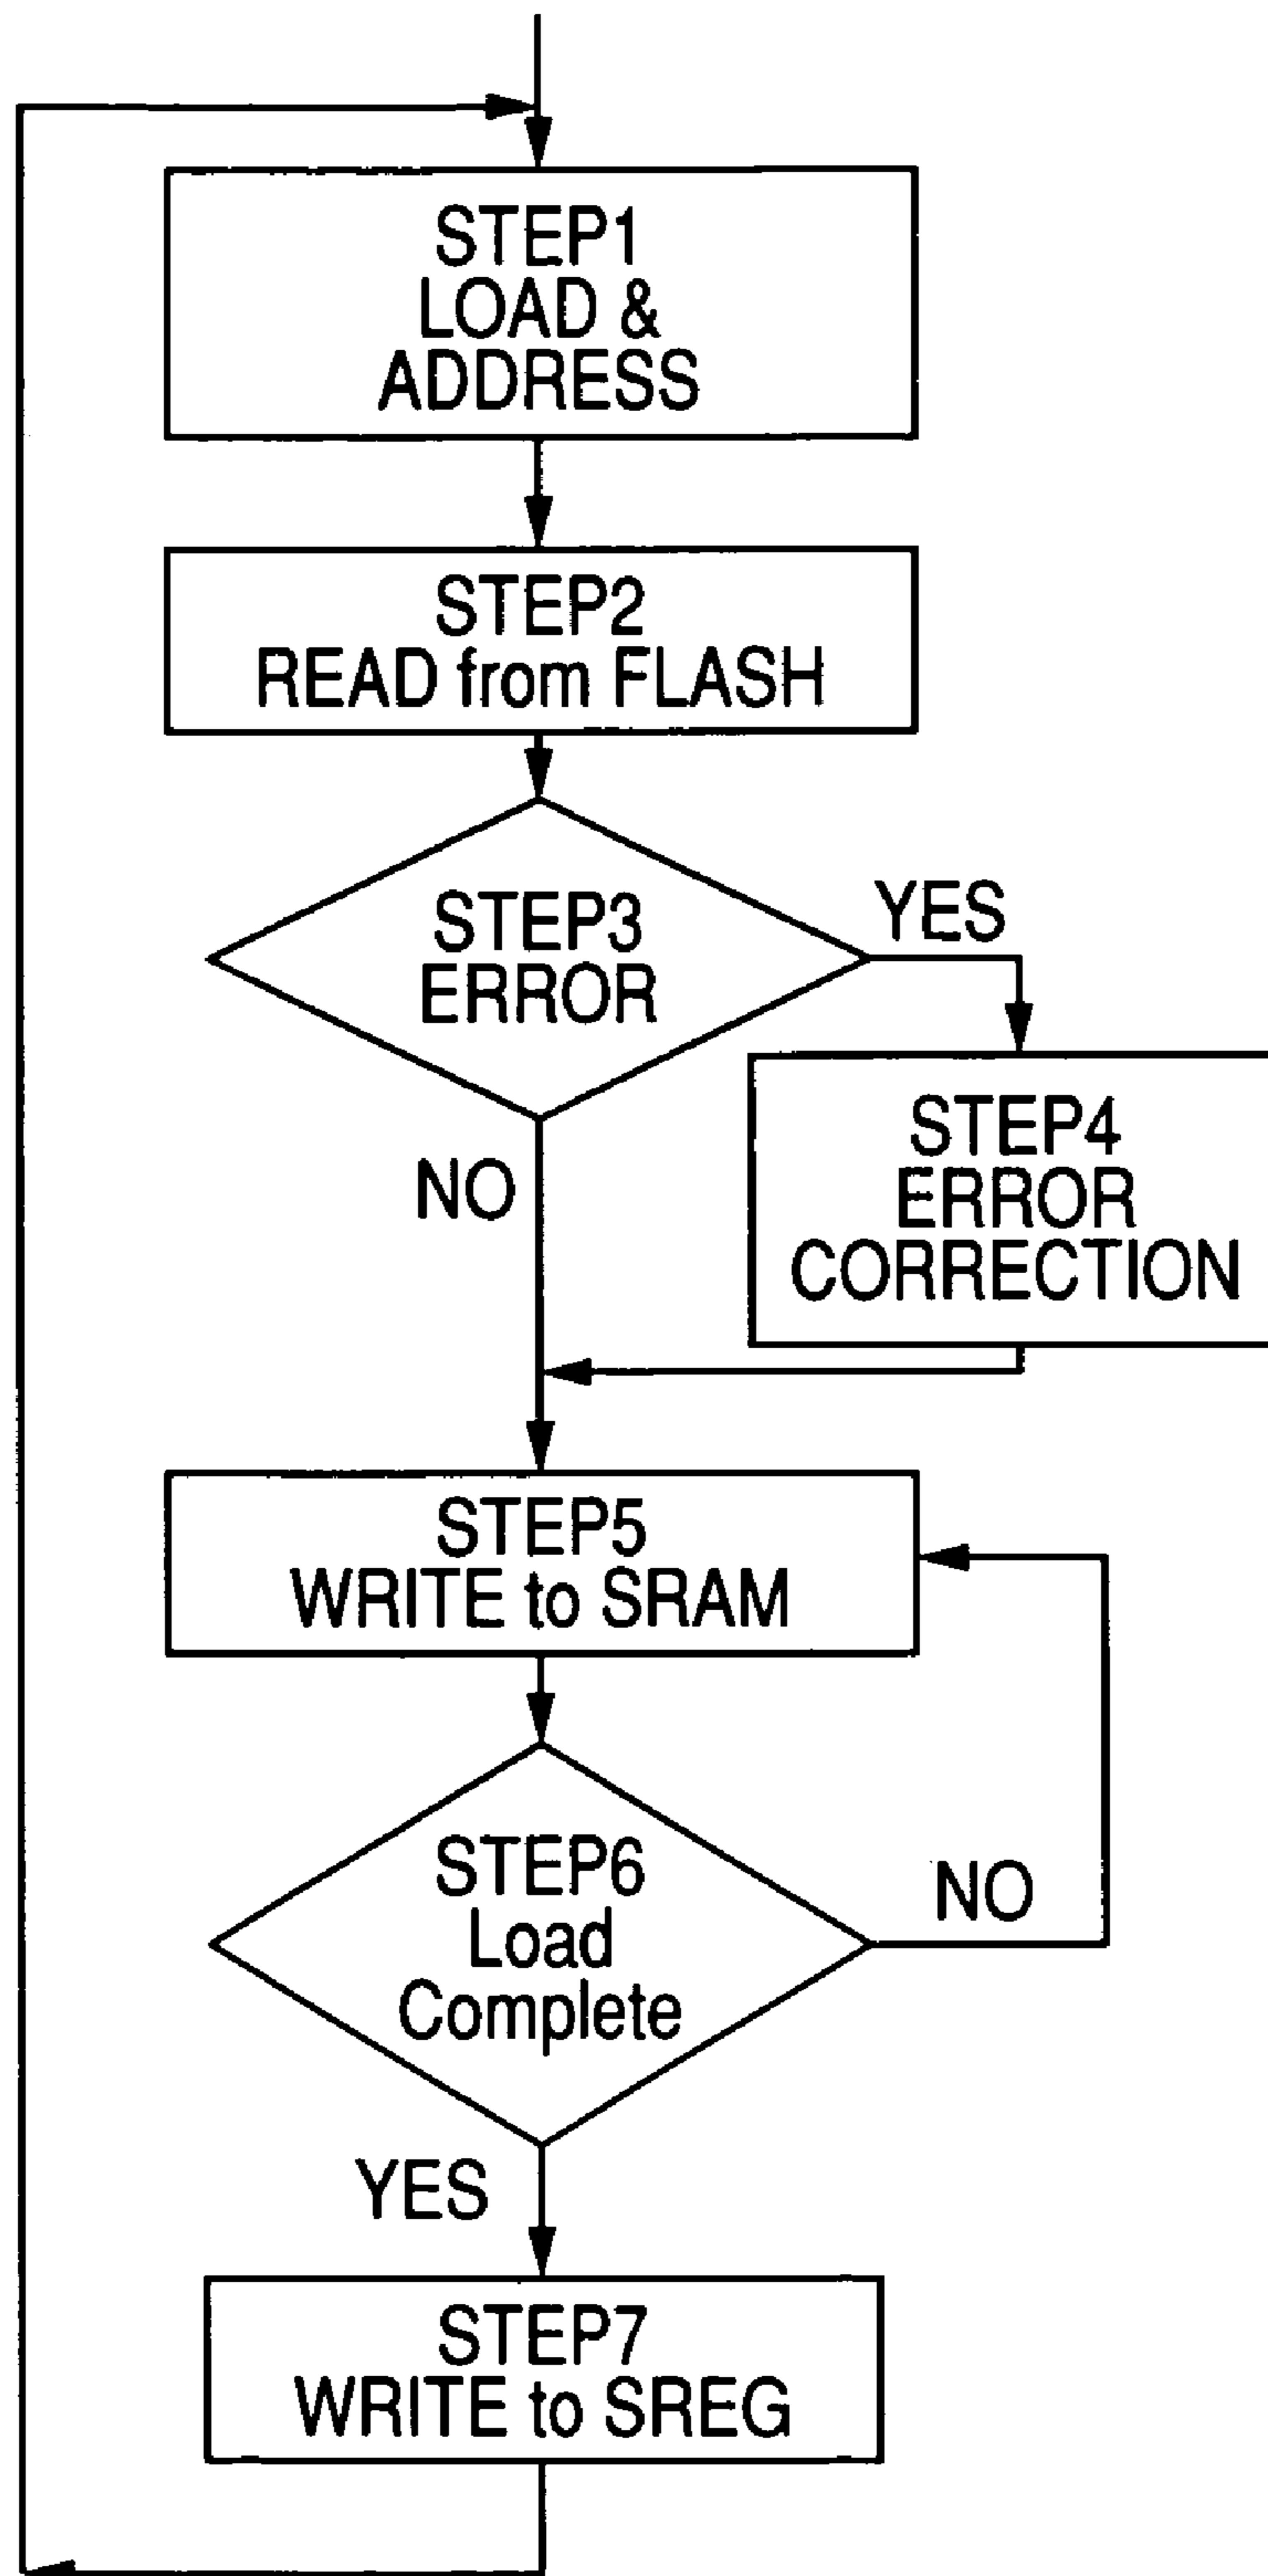 STEP1
LOAD &
ADDRESS
STEP2
READ from FLASH
STEP3
ERROR
YES
NO
STEP4
ERROR
CORRECTION
STEP5
WRITE to SRAM
STEP6
Load
Complete
NO
YES
STEP7
WRITE to SREG